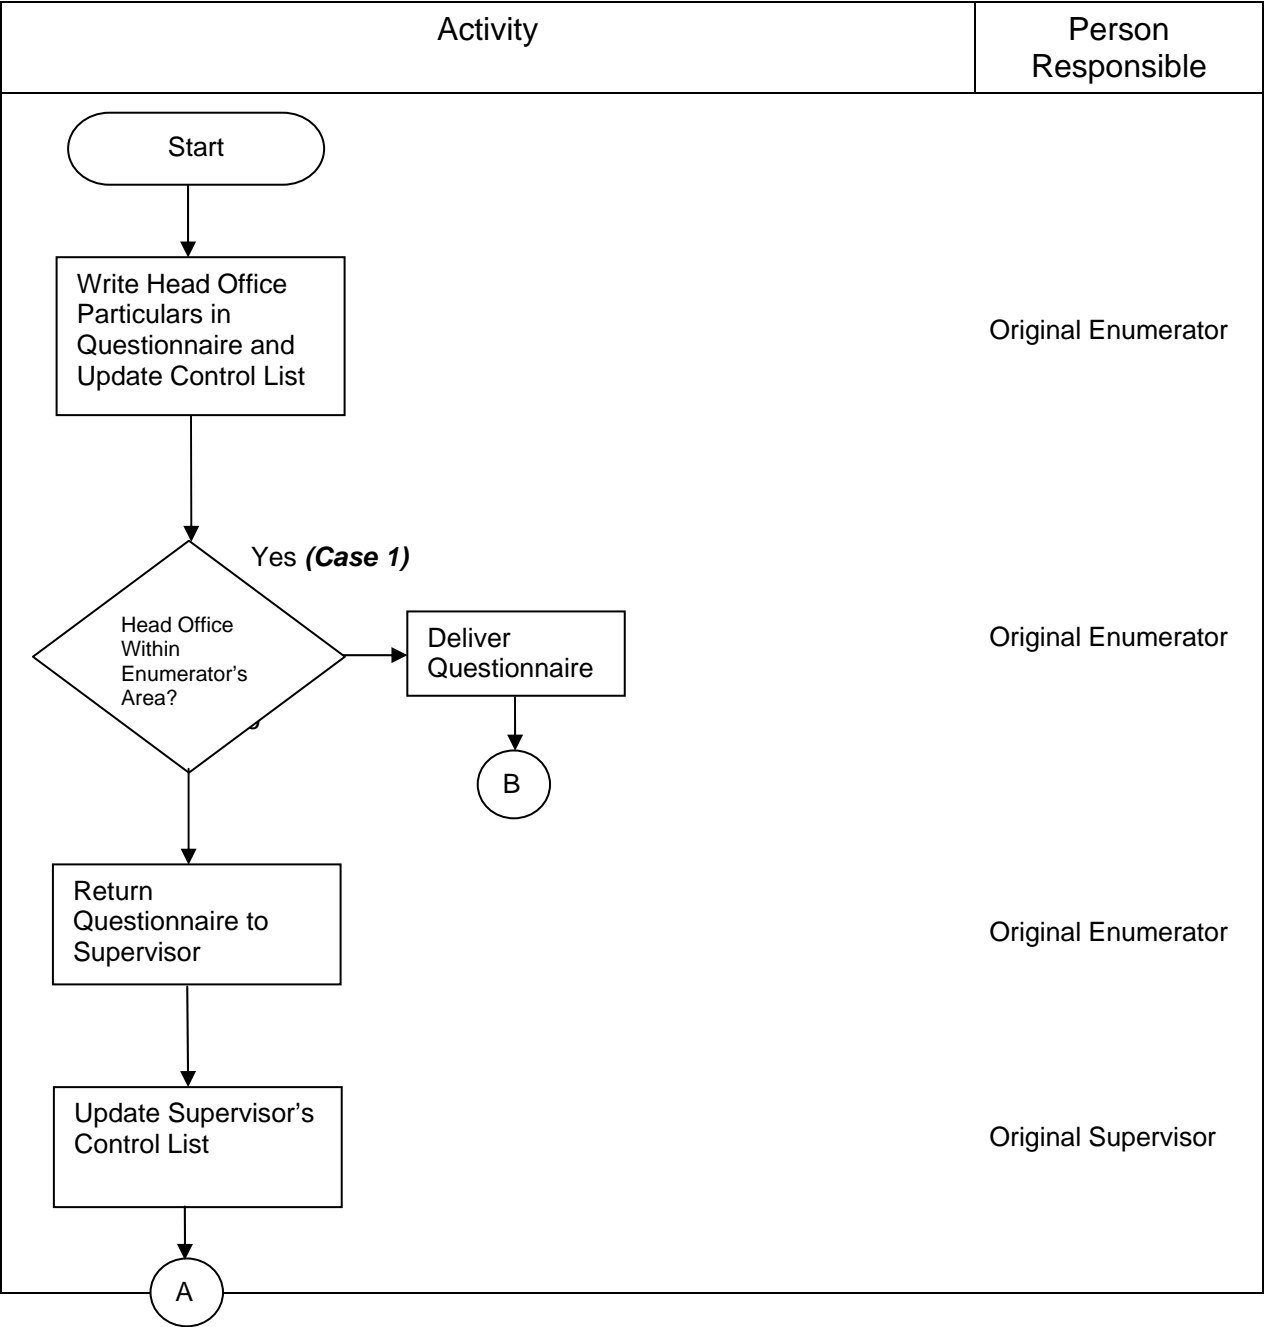 Activity
Person
Responsible
Start
Write Head Office
Particulars in
Questionnaire and
Update Control List
Original Enumerator
Yes (Case 1)
Head Office
Within
Enumerator’s
Area?
Deliver
Questionnaire
Original Enumerator
B
Return
Questionnaire to
Supervisor
Original Enumerator
Update Supervisor’s
Control List
Original Supervisor
A